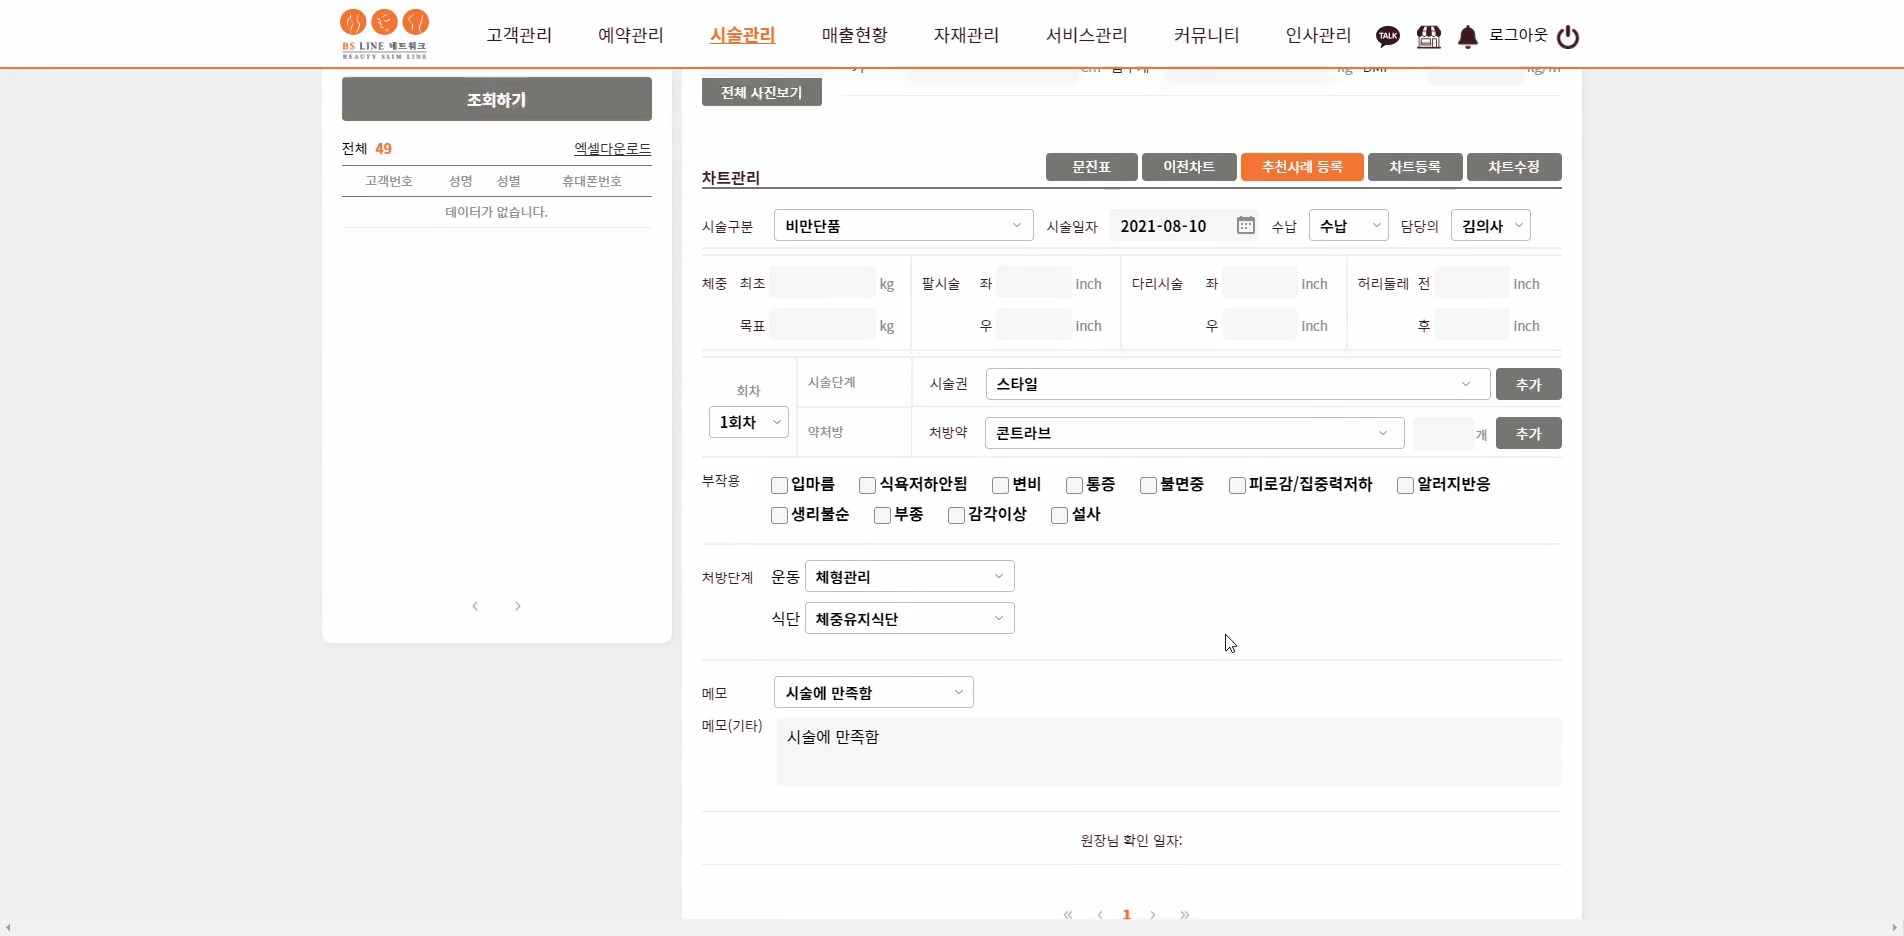 BS LINE 네트워크
BEAUTY SLIM LINE
고객관리 예약관리 시술관리 매출현황 자재관리 서비스관리 커뮤니티 인사관리 TALK 로그아웃
조회하기
전체 49 엑셀다운로드
고객번호 성명 성별 휴대폰번호
데이터가 없습니다.
전체 사진보기
차트관리 문진표 이전차트 추천사례 등록 차트등록 차트수정
시술구분 비만단품 시술일자 2021-08-10 수납 수납 담당의 김의사
체중 최초 kg 팔시술 좌 inch 다리시술 좌 inch 허리둘레 전 inch
목표 kg 우 inch 우 inch 후 inch
회차 시술단계 시술권 스타일 추가
1회차 약처방 처방약 콘트라브 개 추가
부작용 입마름 식욕저하안됨 변비 통증 불면중 피로감/집중력저하 알러지반응
생리불순 부종 감각이상 설사
처방단계 운동 체형관리
식단 체중유지식단
메모 시술에 만족함
메모(기타) 시술에 만족함
원장님 확인 일자:
« ‹ 1 › »